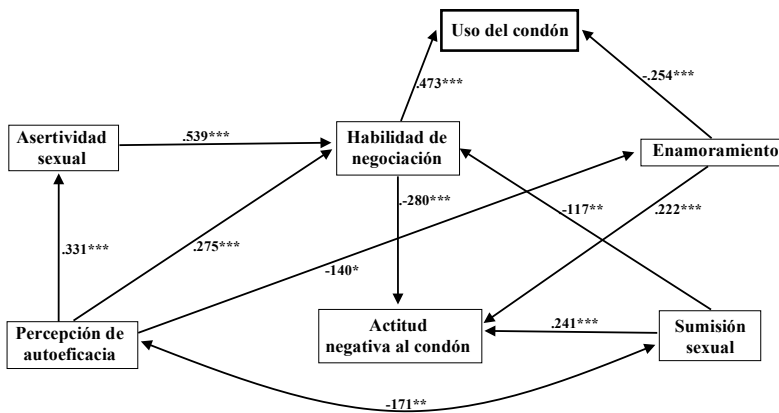 Uso del condón
.473***
-.254***
Asertividad
sexual
.539***
Habilidad de
negociación
Enamoramiento
.-280***
-117**
.222***
.331***
.275***
-140*
Percepción de
autoeficacia
Actitud
negativa al condón
.241***
Sumisión
sexual
-171**